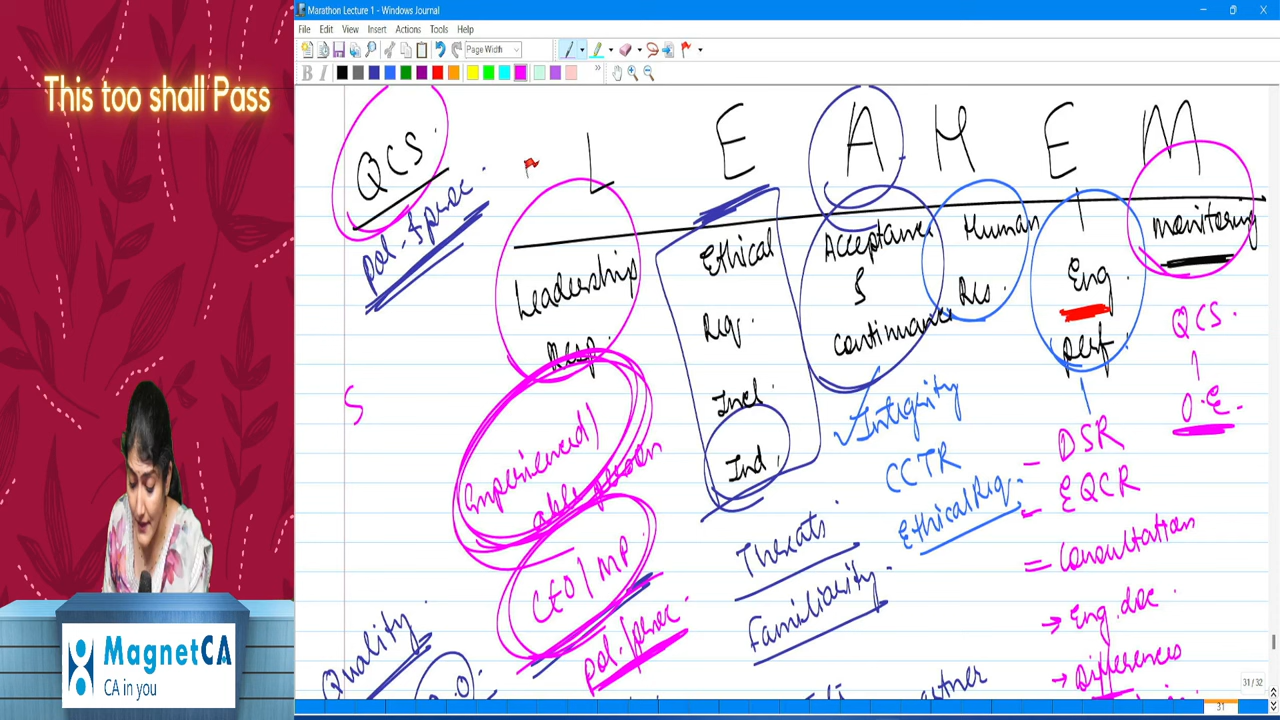 Marathon Lecture 1 - Windows Journal
File Edit View Insert Actions Tools Help
Page Width
B I
This too shall Pass
QCS.
pol-&proc.
L E A H E M
Leadership
Resp.
Ethical
Req.
Incl.
Ind.
Acceptance
&
continuance
Human
Res.
Eng.
perf.
monitoring
QCS.
O.E.
S
Experienced)
able person
CEO/MP
pol-/proc.
Quality.
Threats.
Familiarity.
Integrity
CCTR
Ethical Req.
- DSR
- EQCR
= Consultation
→ Eng. doc.
→ Differences
MagnetCA
CA in you
31 / 32
31